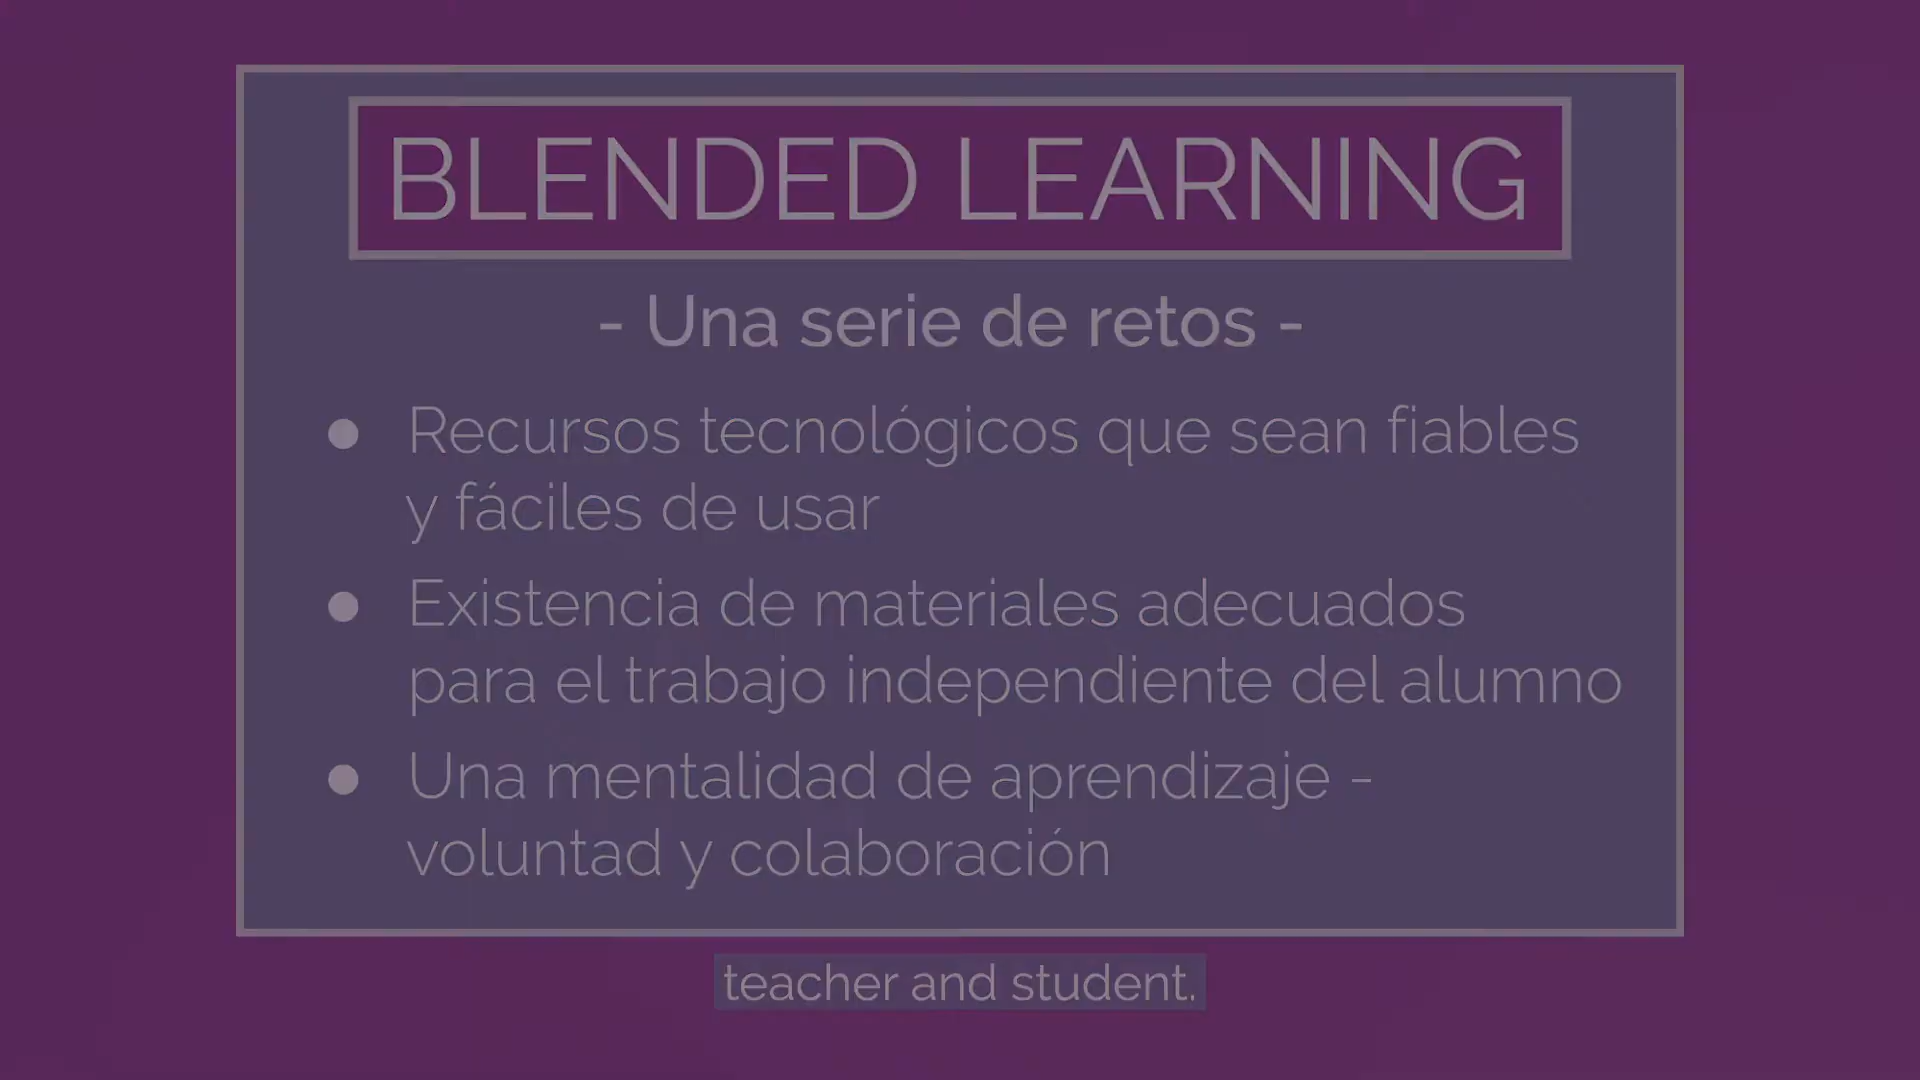 BLENDED LEARNING
- Una serie de retos -
● Recursos tecnológicos que sean fiables
y fáciles de usar
● Existencia de materiales adecuados
para el trabajo independiente del alumno
● Una mentalidad de aprendizaje -
voluntad y colaboración
teacher and student.